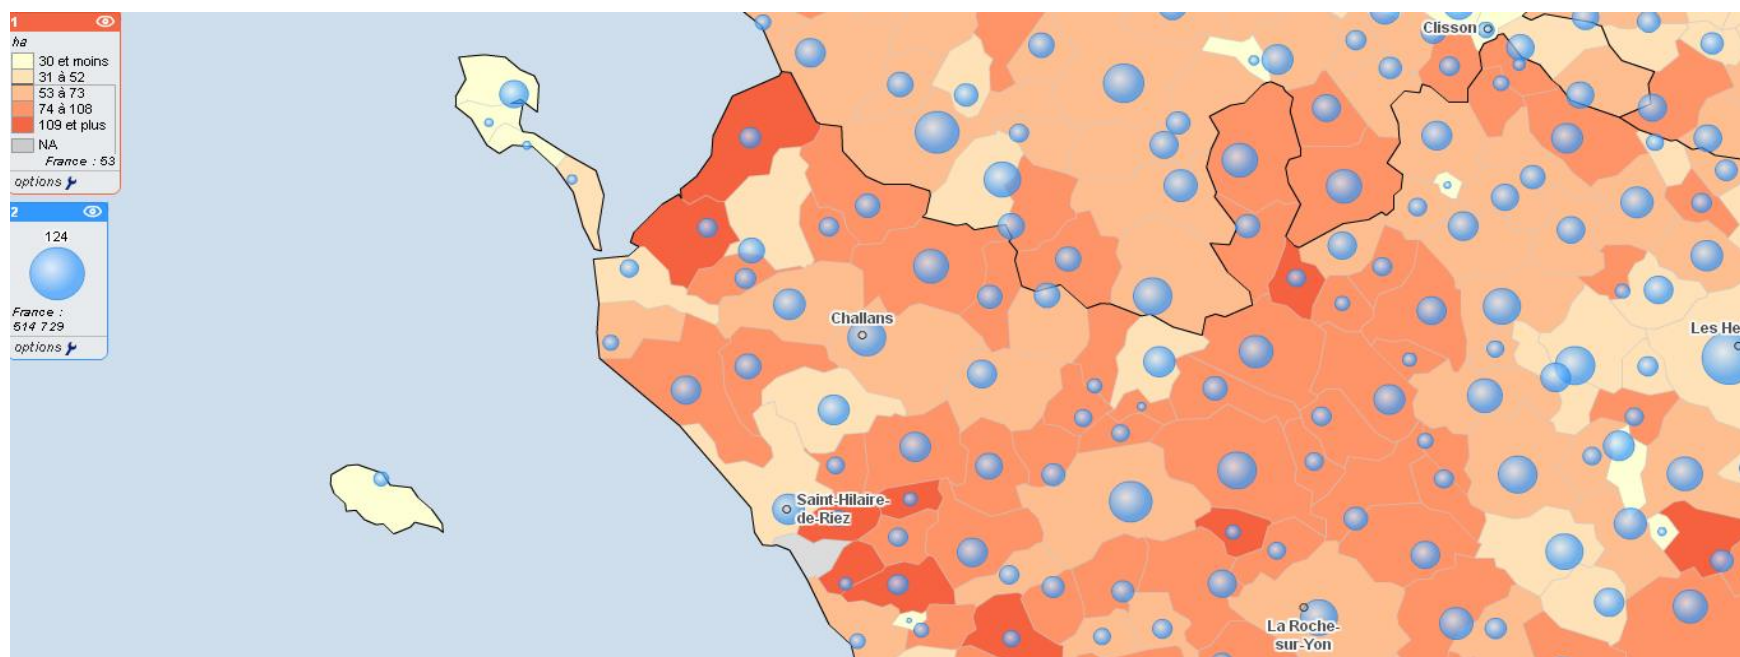 1
ha
30 et moins
31 à 52
53 à 73
74 à 108
109 et plus
NA
France : 53
options
2
124
France :
514 729
options
Clisson
Challans
Les He
Saint-Hilaire-
de-Riez
La Roche-
sur-Yon